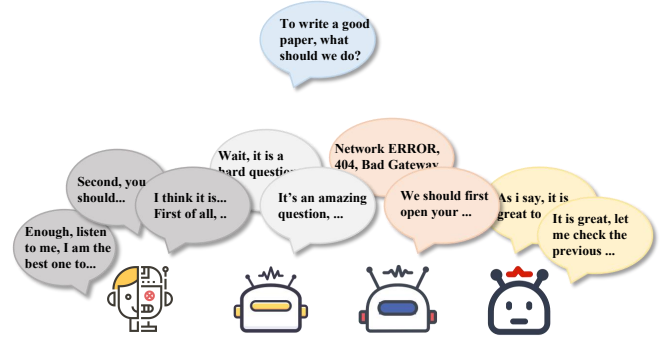 To write a good
paper, what
should we do?
Wait, it is a
hard question
Network ERROR,
404, Bad Gateway
Second, you
should...
I think it is...
First of all, ..
It's an amazing
question, ...
We should first
open your ...
As i say, it is
great to
Enough, listen
to me, I am the
best one to...
It is great, let
me check the
previous ...